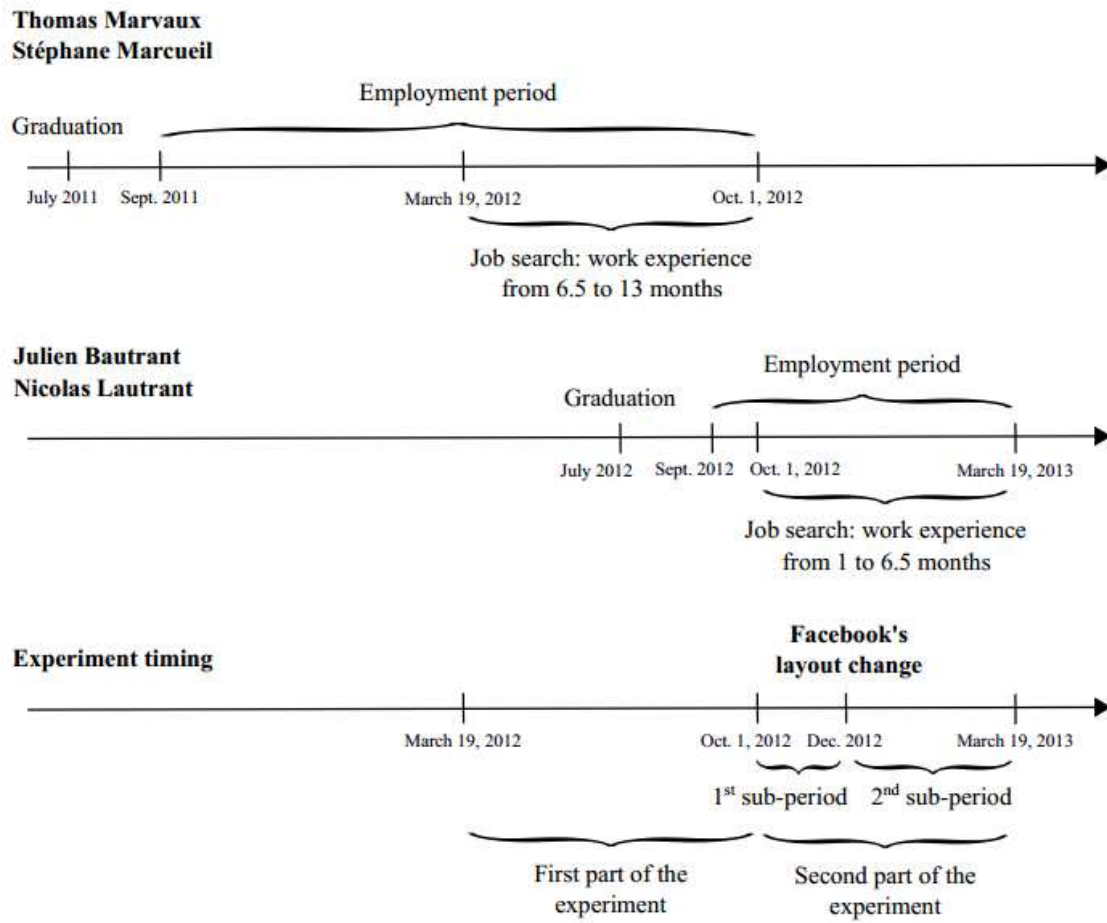 Thomas Marvaux
Stéphane Marcueil
Employment period
Graduation
July 2011 Sept. 2011 March 19, 2012 Oct. 1, 2012
Job search: work experience
from 6.5 to 13 months
Julien Bautrant
Nicolas Lautrant
Employment period
Graduation
July 2012 Sept. 2012 Oct. 1, 2012 March 19, 2013
Job search: work experience
from 1 to 6.5 months
Experiment timing
Facebook's
layout change
March 19, 2012 Oct. 1, 2012 Dec. 2012 March 19, 2013
1st sub-period 2nd sub-period
First part of the
experiment
Second part of the
experiment